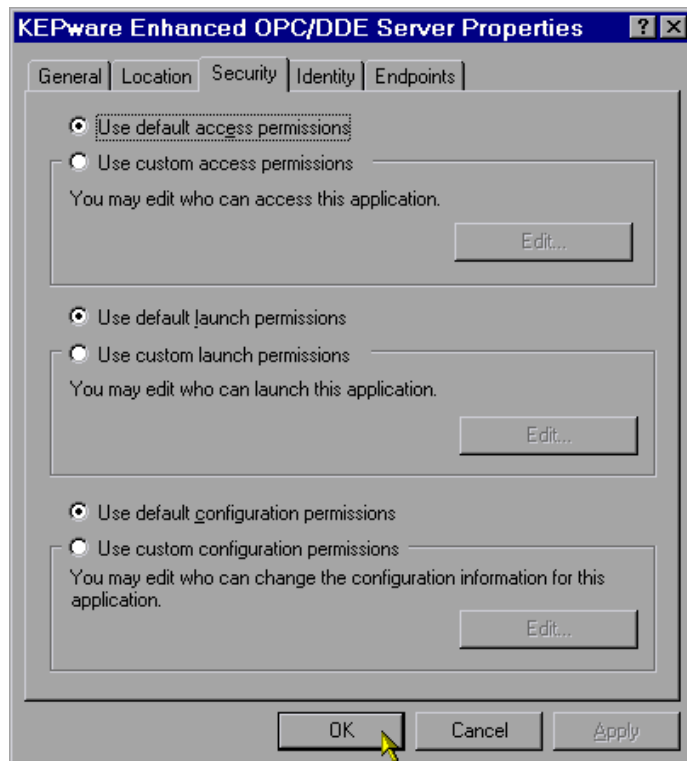 KEPware Enhanced OPC/DDE Server Properties ? X
General Location Security Identity Endpoints
Use default access permissions
Use custom access permissions
You may edit who can access this application.
Edit...
Use default launch permissions
Use custom launch permissions
You may edit who can launch this application.
Edit...
Use default configuration permissions
Use custom configuration permissions
You may edit who can change the configuration information for this
application.
Edit...
OK Cancel Apply